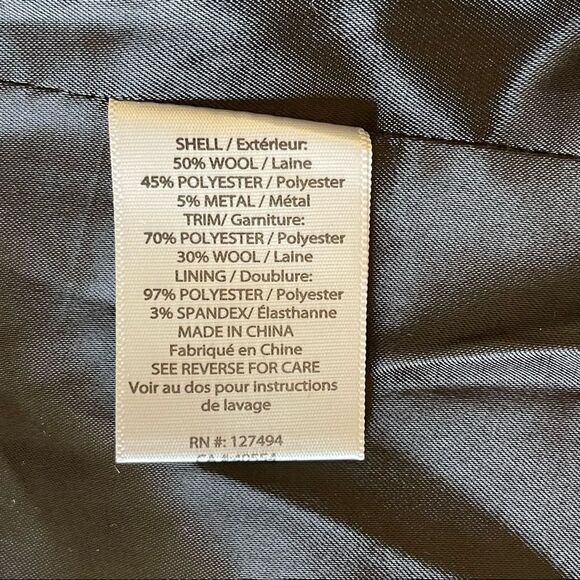 SHELL / Extérieur:
50% WOOL / Laine
45% POLYESTER / Polyester
5% METAL / Métal
TRIM/ Garniture:
70% POLYESTER / Polyester
30% WOOL / Laine
LINING / Doublure:
97% POLYESTER / Polyester
3% SPANDEX/ Élasthanne
MADE IN CHINA
Fabriqué en Chine
SEE REVERSE FOR CARE
Voir au dos pour instructions
de lavage
RN #: 127494
CA #: